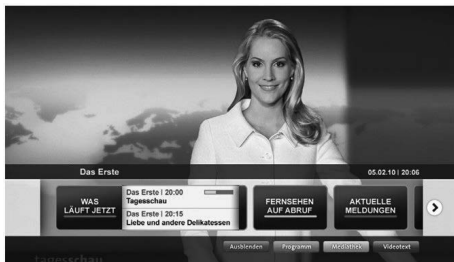 Das Erste
05.02.10 | 20:06
WAS
LÄUFT JETZT
Das Erste | 20:00
Tagesschau
Das Erste | 20:15
Liebe und andere Delikatessen
FERNSEHEN
AUF ABRUF
AKTUELLE
MELDUNGEN
Ausblenden
Programm
Mediathek
Videotext
tagesschau